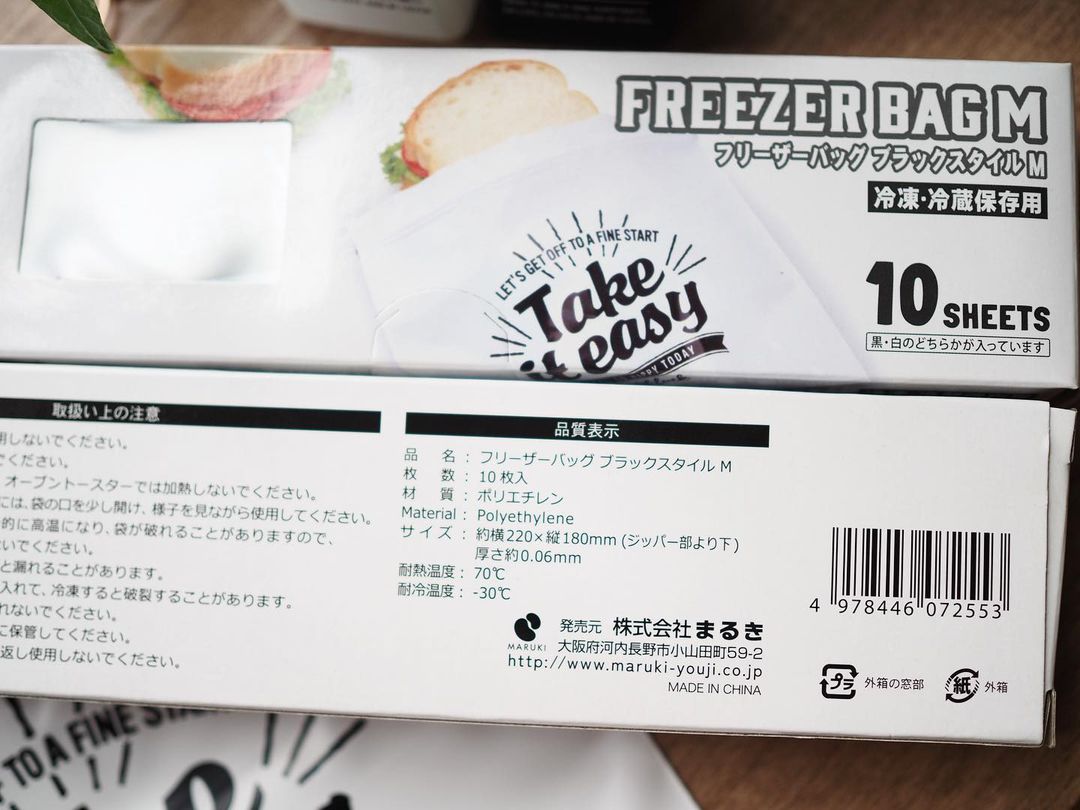 FREEZER BAG M
フリーザーバッグ ブラックスタイル M
冷凍・冷蔵保存用
LET'S GET OFF TO A FINE START
Take
it easy
TODAY
10 SHEETS
黒・白のどちらかが入っています
取扱い上の注意
用しないでください。
でください。
オーブントースターでは加熱しないでください。
には、袋の口を少し開け、様子を見ながら使用してください。
的に高温になり、袋が破れることがありますので、
いでください。
と漏れることがあります。
入れて、冷凍すると破裂することがあります。
れないでください。
に保管してください。
返し使用しないでください。
品質表示
品 名 : フリーザーバッグ ブラックスタイル M
枚 数 : 10 枚入
材 質 : ポリエチレン
Material : Polyethylene
サイズ : 約横220×縦180mm (ジッパー部より下)
厚さ約0.06mm
耐熱温度 : 70℃
耐冷温度 : -30℃
MARUKI
発売元 株式会社まるき
大阪府河内長野市小山田町59-2
http://www.maruki-youji.co.jp
MADE IN CHINA
4 978446 072553
プラ 外箱の窓部
紙 外箱
TO A FINE STAR